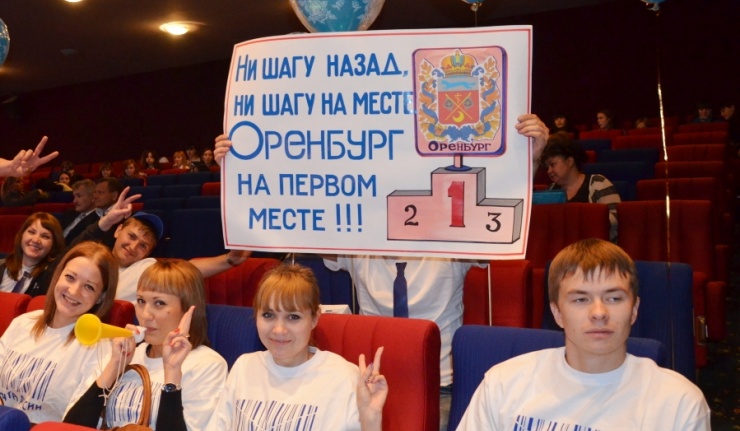 Ни шагу назад,
ни шагу на месте
Оренбург
на первом
месте !!!
Оренбург
1
2
3